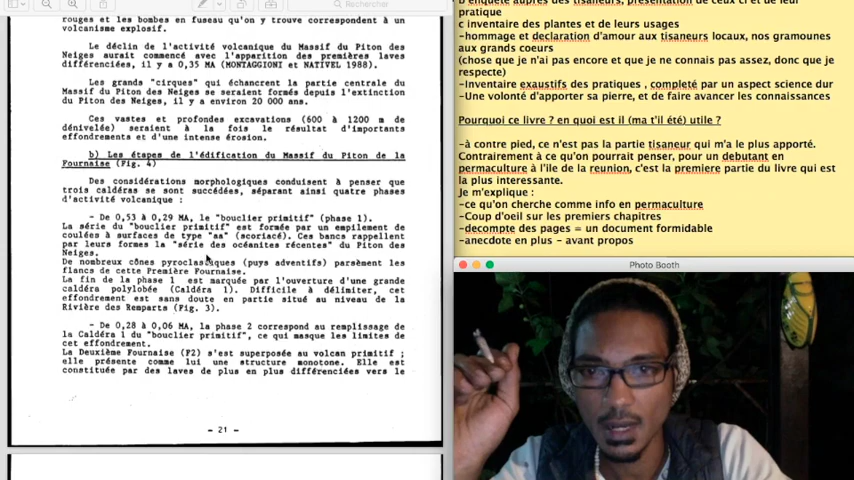 Rechercher
rouges et les bombes en fuseau qu'on y trouve correspondent à un
volcanisme explosif.
Le déclin de l'activité volcanique du Massif du Piton des
Neiges aurait commencé avec l'apparition des premières laves
différenciées, il y a 0,35 MA (MONTAGGIONI et NATIVEL 1988).
Les grands "cirques" qui échancrent la partie centrale du
Massif du Piton des Neiges se seraient formés depuis l'extinction
du Piton des Neiges, il y a environ 20 000 ans.
Ces vastes et profondes excavations (600 à 1200 m de
dénivelée) seraient à la fois le résultat d'importants
effondrements et d'une intense érosion.
b) Les étapes de l'édification du Massif du Piton de la
Fournaise (Fig. 4)
Des considérations morphologiques conduisent à penser que
trois caldéras se sont succédées, séparant ainsi quatre phases
d'activité volcanique :
- De 0,53 à 0,29 MA, le "bouclier primitif" (phase 1).
La série du "bouclier primitif" est formée par un empilement de
coulées à surfaces de type "aa" (scoriacé). Ces bancs rappellent
par leurs formes la "série des océanites récentes" du Piton des
Neiges.
De nombreux cônes pyroclastiques (puys adventifs) parsèment les
flancs de cette Première Fournaise.
La fin de la phase 1 est marquée par l'ouverture d'une grande
caldéra polylobée (Caldéra 1). Difficile à délimiter, cet
effondrement est sans doute en partie situé au niveau de la
Rivière des Remparts (Fig. 3).
- De 0,28 à 0,06 MA, la phase 2 correspond au remplissage de
la Caldéra 1 du "bouclier primitif", ce qui masque les limites de
cet effondrement.
La Deuxième Fournaise (F2) s'est superposée au volcan primitif ;
elle présente comme lui une structure monotone. Elle est
constituée par des laves de plus en plus différenciées vers le
- 21 -
D'enquête auprès des tisaneurs, présentation de ceux ci et de leur
pratique
c inventaire des plantes et de leurs usages
-hommage et declaration d'amour aux tisaneurs locaux, nos gramounes
aux grands coeurs
(chose que je n'ai pas encore et que je ne connais pas assez, donc que je
respecte)
-Inventaire exaustifs des pratiques , completé par un aspect science dur
-Une volonté d'apporter sa pierre, et de faire avancer les connaissances
Pourquoi ce livre ? en quoi est il (ma t'il été) utile ?
-à contre pied, ce n'est pas la partie tisaneur qui m'a le plus apporté.
Contrairement à ce qu'on pourrait penser, pour un debutant en
permaculture à l'ile de la reunion, c'est la premiere partie du livre qui est
la plus interessante.
Je m'explique :
-ce qu'on cherche comme info en permaculture
-Coup d'oeil sur les premiers chapitres
-decompte des pages = un document formidable
-anecdote en plus - avant propos
Photo Booth